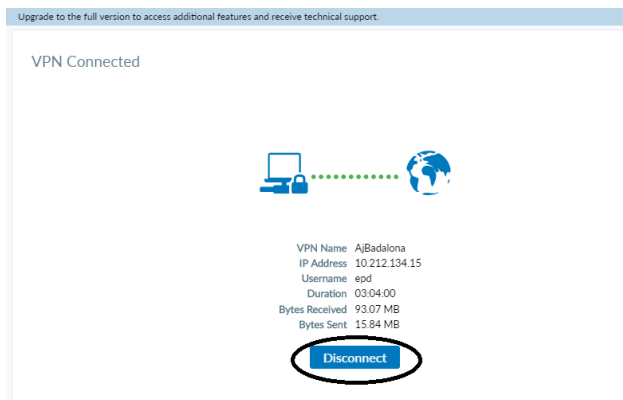 Upgrade to the full version to access additional features and receive technical support.
VPN Connected
VPN Name AjBadalona
IP Address 10.212.134.15
Username epd
Duration 03:04:00
Bytes Received 93.07 MB
Bytes Sent 15.84 MB
Disconnect